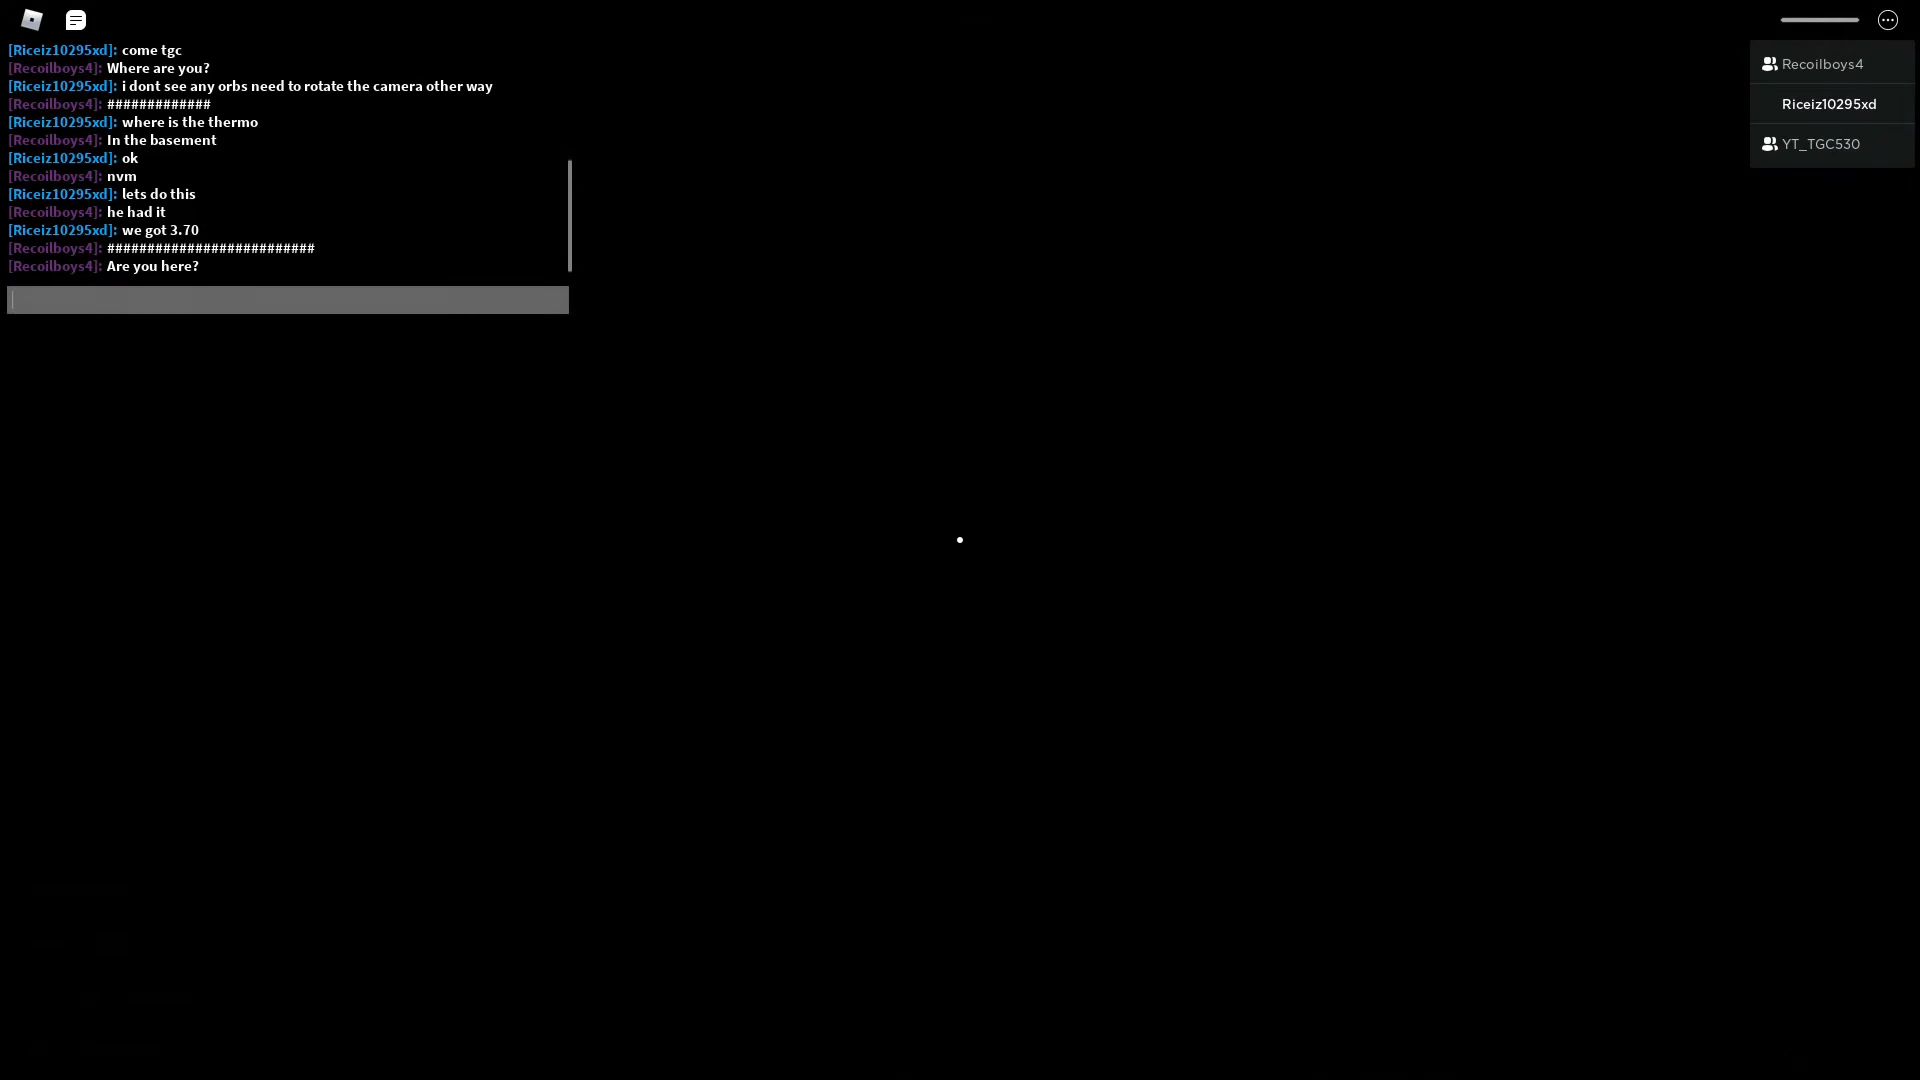 [Riceiz10295xd]: come tgc
[Recoilboys4]: Where are you?
[Riceiz10295xd]: i dont see any orbs need to rotate the camera other way
[Recoilboys4]: #############
[Riceiz10295xd]: where is the thermo
[Recoilboys4]: In the basement
[Riceiz10295xd]: ok
[Recoilboys4]: nvm
[Riceiz10295xd]: lets do this
[Recoilboys4]: he had it
[Riceiz10295xd]: we got 3.70
[Recoilboys4]: ##########################
[Recoilboys4]: Are you here?
Recoilboys4
Riceiz10295xd
YT_TGC530